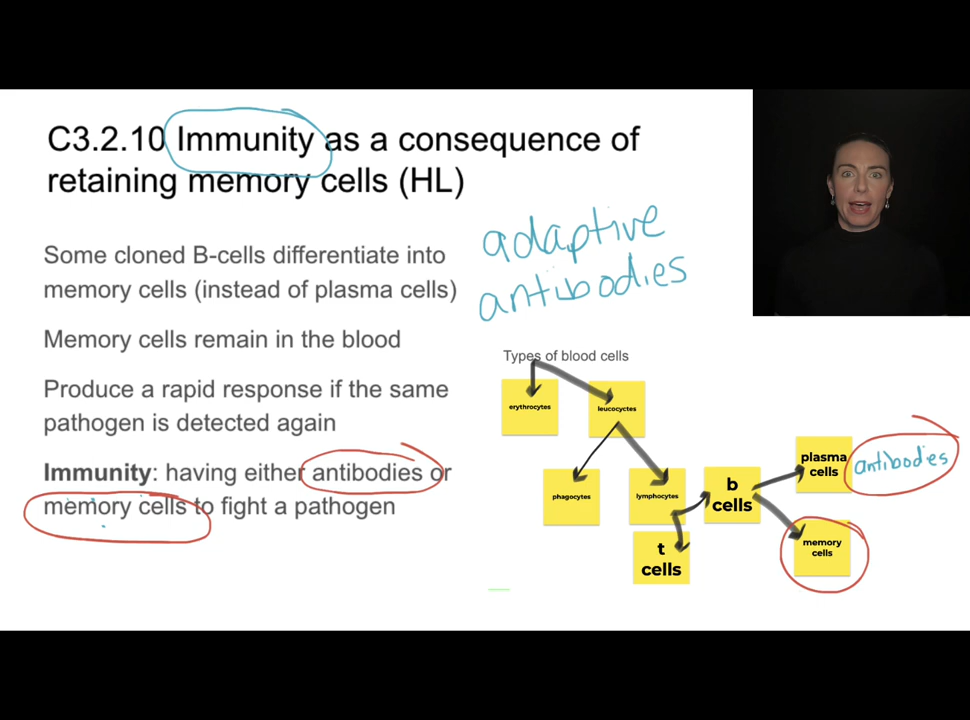 C3.2.10 Immunity as a consequence of
retaining memory cells (HL)
Some cloned B-cells differentiate into
memory cells (instead of plasma cells)
Memory cells remain in the blood
Produce a rapid response if the same
pathogen is detected again
Immunity: having either antibodies or
memory cells to fight a pathogen
adaptive
antibodies
Types of blood cells
erythrocytes
leucocyctes
phagocytes
lymphocytes
b
cells
t
cells
plasma
cells
antibodies
memory
cells